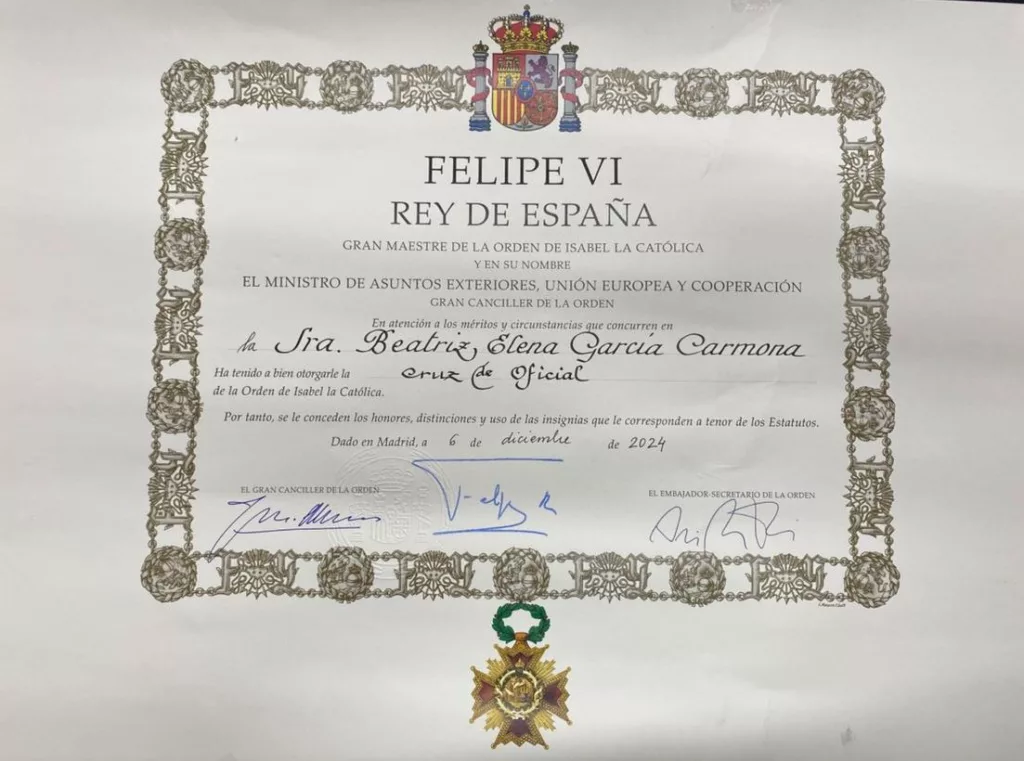 FELIPE VI
REY DE ESPAÑA
GRAN MAESTRE DE LA ORDEN DE ISABEL LA CATÓLICA
Y EN SU NOMBRE
EL MINISTRO DE ASUNTOS EXTERIORES, UNIÓN EUROPEA Y COOPERACIÓN
GRAN CANCILLER DE LA ORDEN
En atención a los méritos y circunstancias que concurren en
la Sra. Beatriz Elena García Carmona
Ha tenido a bien otorgarle la Cruz de Oficial
de la Orden de Isabel la Católica.
Por tanto, se le conceden los honores, distinciones y uso de las insignias que le corresponden a tenor de los Estatutos.
Dado en Madrid, a 6 de diciembre de 2024
EL GRAN CANCILLER DE LA ORDEN
EL EMBAJADOR-SECRETARIO DE LA ORDEN